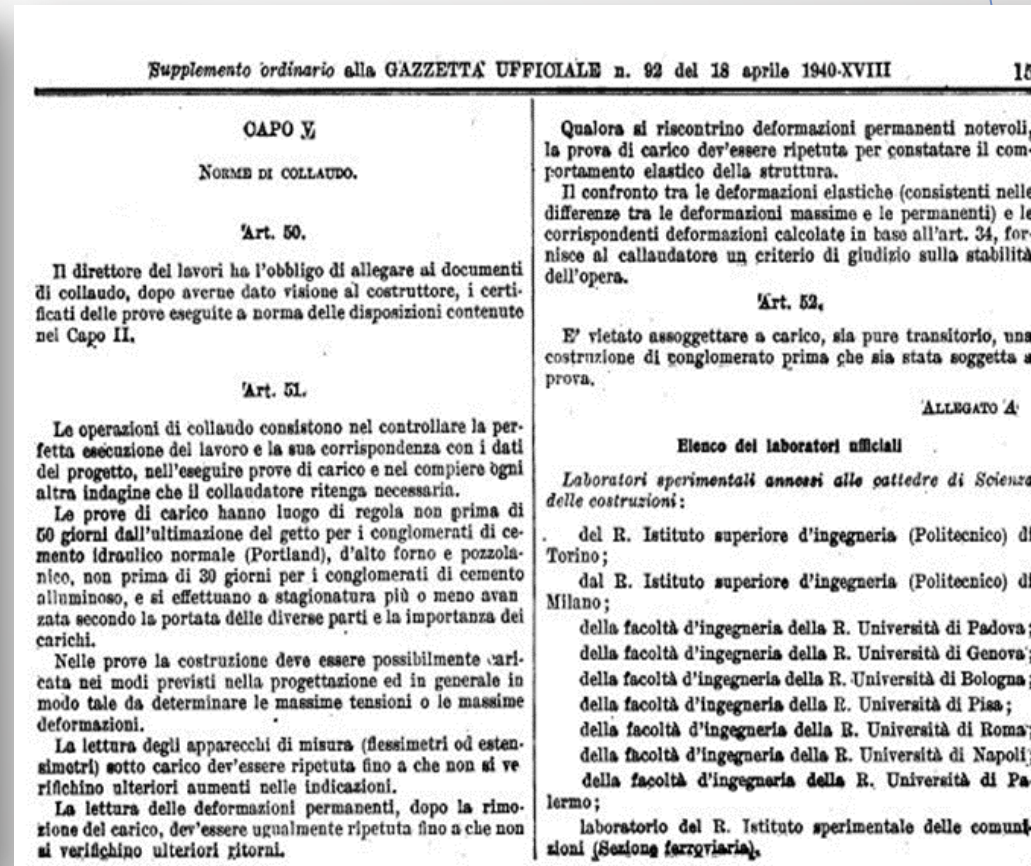 Supplemento ordinario alla GAZZETTA UFFICIALE n. 92 del 18 aprile 1940-XVIII 15
CAPO V
NORME DI COLLAUDO.
Art. 50.
Il direttore dei lavori ha l'obbligo di allegare ai documenti
di collaudo, dopo averne dato visione al costruttore, i certi-
ficati delle prove eseguite a norma delle disposizioni contenute
nel Capo II.
Art. 51.
Le operazioni di collaudo consistono nel controllare la per-
fetta esecuzione del lavoro e la sua corrispondenza con i dati
del progetto, nell'eseguire prove di carico e nel compiere ogni
altra indagine che il collaudatore ritenga necessaria.
Le prove di carico hanno luogo di regola non prima di
50 giorni dall'ultimazione del getto per i conglomerati di ce-
mento idraulico normale (Portland), d'alto forno e pozzola-
nico, non prima di 30 giorni per i conglomerati di cemento
alluminoso, e si effettuano a stagionatura più o meno avan
zata secondo la portata delle diverse parti e la importanza dei
carichi.
Nelle prove la costruzione deve essere possibilmente cari-
cata nei modi previsti nella progettazione ed in generale in
modo tale da determinare le massime tensioni o le massime
deformazioni.
La lettura degli apparecchi di misura (flessimetri od esten-
simetri) sotto carico dev'essere ripetuta fino a che non si ve
rifichino ulteriori aumenti nelle indicazioni.
La lettura delle deformazioni permanenti, dopo la rimo-
zione del carico, dev'essere ugualmente ripetuta fino a che non
si verifichino ulteriori ritorni.
Qualora si riscontrino deformazioni permanenti notevoli,
la prova di carico dev'essere ripetuta per constatare il com-
portamento elastico della struttura.
Il confronto tra le deformazioni elastiche (consistenti nelle
differenze tra le deformazioni massime e le permanenti) e le
corrispondenti deformazioni calcolate in base all'art. 34, for-
nisce al callaudatore un criterio di giudizio sulla stabilità
dell'opera.
Art. 52.
E' vietato assoggettare a carico, sia pure transitorio, una
costruzione di conglomerato prima che sia stata soggetta a
prova.
ALLEGATO A
Elenco dei laboratori ufficiali
Laboratori sperimentali annessi alle cattedre di Scienza
delle costruzioni:
del R. Istituto superiore d'ingegneria (Politecnico) di
Torino;
dal R. Istituto superiore d'ingegneria (Politecnico) di
Milano;
della facoltà d'ingegneria della R. Università di Padova;
della facoltà d'ingegneria della R. Università di Genova;
della facoltà d'ingegneria della R. Università di Bologna;
della facoltà d'ingegneria della R. Università di Pisa;
della facoltà d'ingegneria della R. Università di Roma;
della facoltà d'ingegneria della R. Università di Napoli;
della facoltà d'ingegneria della R. Università di Pa
lermo;
laboratorio del R. Istituto sperimentale delle comuni-
zioni (Sezione ferroviaria).